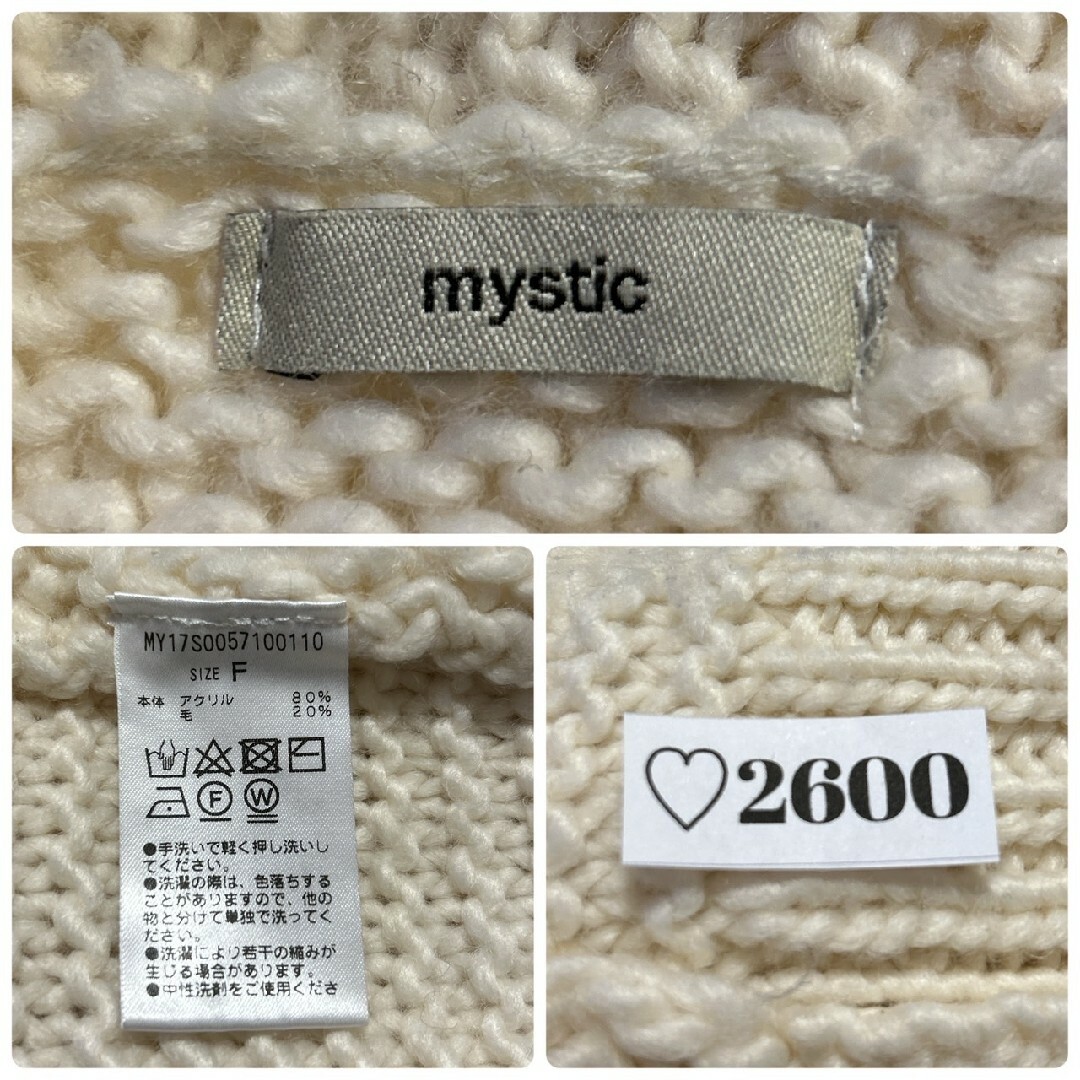 mystic
MY17S0057100110
SIZE F
本体 アクリル 80%
毛 20%
F W
●手洗いで軽く押し洗いし
てください。
●洗濯の際は、色落ちする
ことがありますので、他の
物と分けて単独で洗ってく
ださい。
●洗濯により若干の縮みが
生じる場合があります。
●中性洗剤をご使用くださ
♡2600